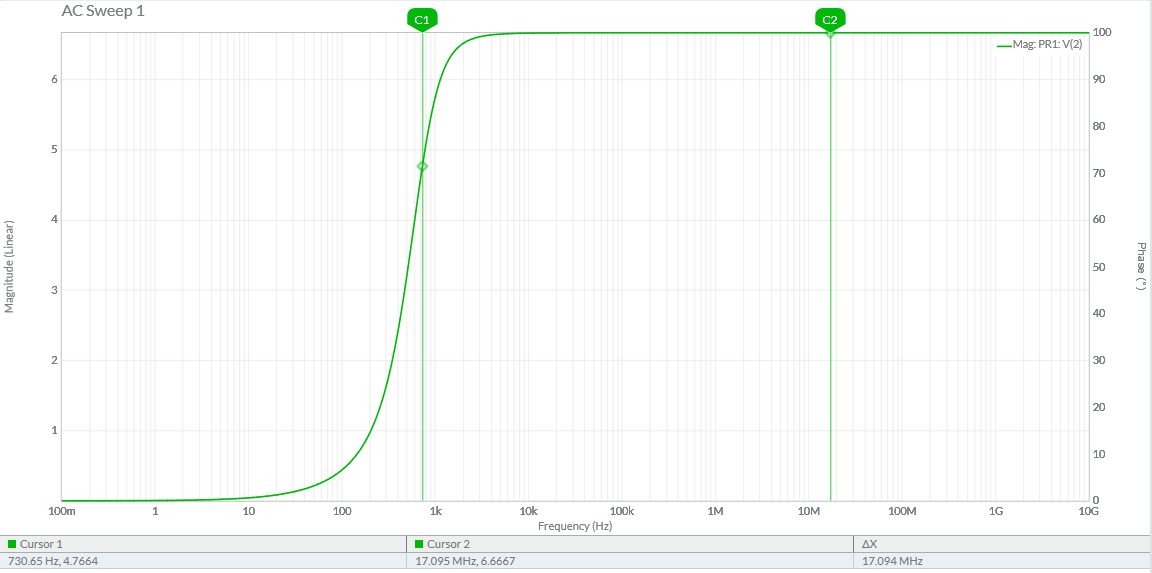 AC Sweep 1
C1
C2
Mag: PR1: V(2)
Magnitude (Linear)
6
5
4
3
2
1
100
90
80
70
60
50
40
30
20
10
0
Phase (°)
100m 1 10 100 1k 10k 100k 1M 10M 100M 1G 10G
Frequency (Hz)
Cursor 1 Cursor 2 ΔX
730.65 Hz, 4.7664 17.095 MHz, 6.6667 17.094 MHz